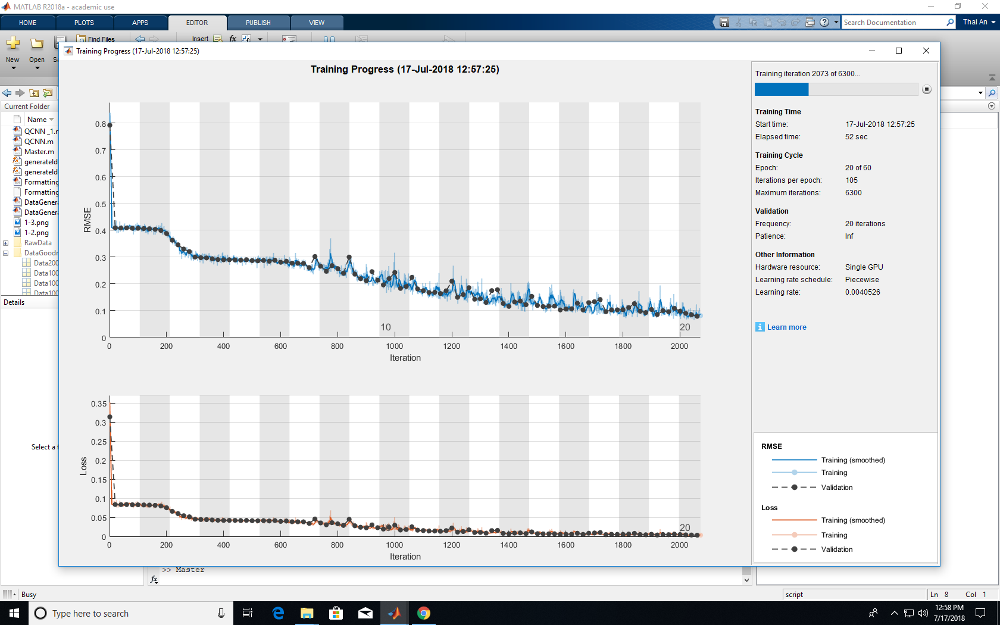 MATLAB R2018a - academic use
HOME PLOTS APPS EDITOR PUBLISH VIEW
Search Documentation
Thai An
New
Open
Find Files
Insert
fx
Training Progress (17-Jul-2018 12:57:25)
Current Folder
Name
QCNN_1.m
QCNN.m
Master.m
generateId
generateId
Formatting
Formatting
DataGenera
DataGenera
1-3.png
1-2.png
RawData
DataGoodn
Data200
Data100
Data100
Data100
Details
Select a f
Training Progress (17-Jul-2018 12:57:25)
RMSE
0.8
0.7
0.6
0.5
0.4
0.3
0.2
0.1
0
10 20
0 200 400 600 800 1000 1200 1400 1600 1800 2000
Iteration
Loss
0.35
0.3
0.25
0.2
0.15
0.1
0.05
0
20
0 200 400 600 800 1000 1200 1400 1600 1800 2000
Iteration
Training iteration 2073 of 6300...
Training Time
Start time: 17-Jul-2018 12:57:25
Elapsed time: 52 sec
Training Cycle
Epoch: 20 of 60
Iterations per epoch: 105
Maximum iterations: 6300
Validation
Frequency: 20 iterations
Patience: Inf
Other Information
Hardware resource: Single GPU
Learning rate schedule: Piecewise
Learning rate: 0.0040526
Learn more
RMSE
Training (smoothed)
Training
Validation
Loss
Training (smoothed)
Training
Validation
>> Master
fx
Busy
script
Ln 8 Col 1
Type here to search
12:58 PM
7/17/2018